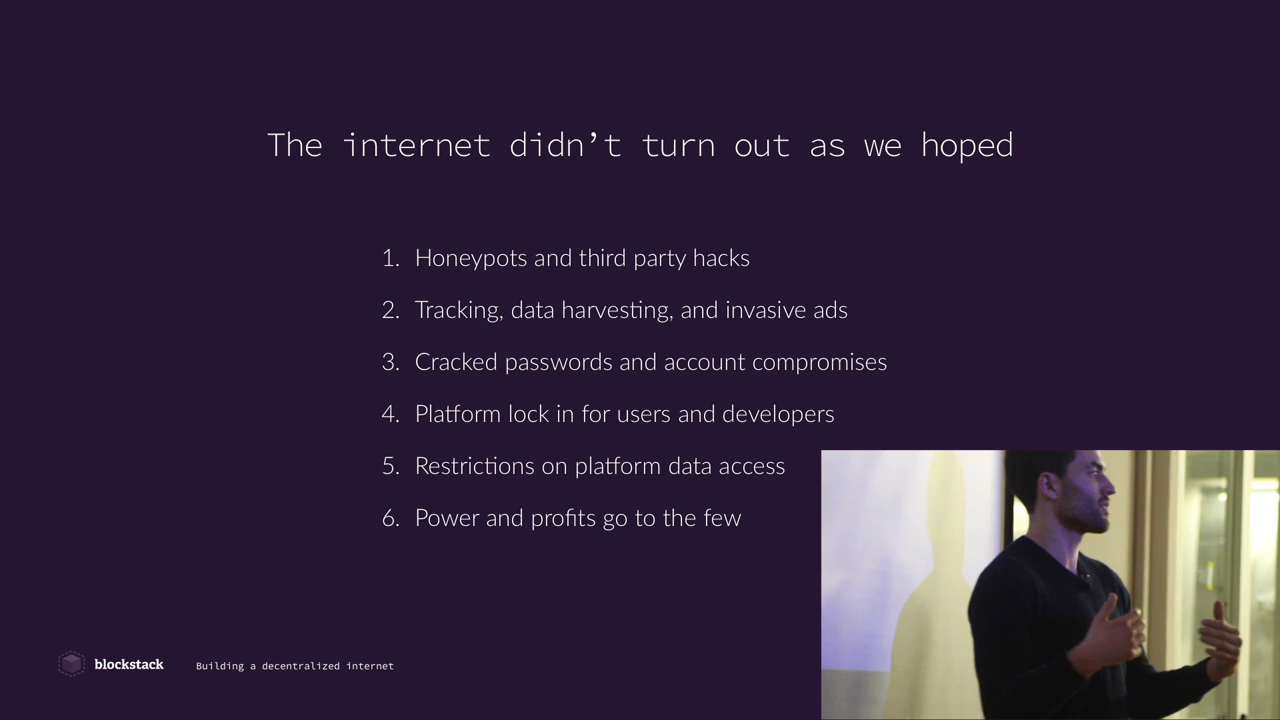 The internet didn’t turn out as we hoped
1. Honeypots and third party hacks
2. Tracking, data harvesting, and invasive ads
3. Cracked passwords and account compromises
4. Platform lock in for users and developers
5. Restrictions on platform data access
6. Power and profits go to the few
blockstack Building a decentralized internet